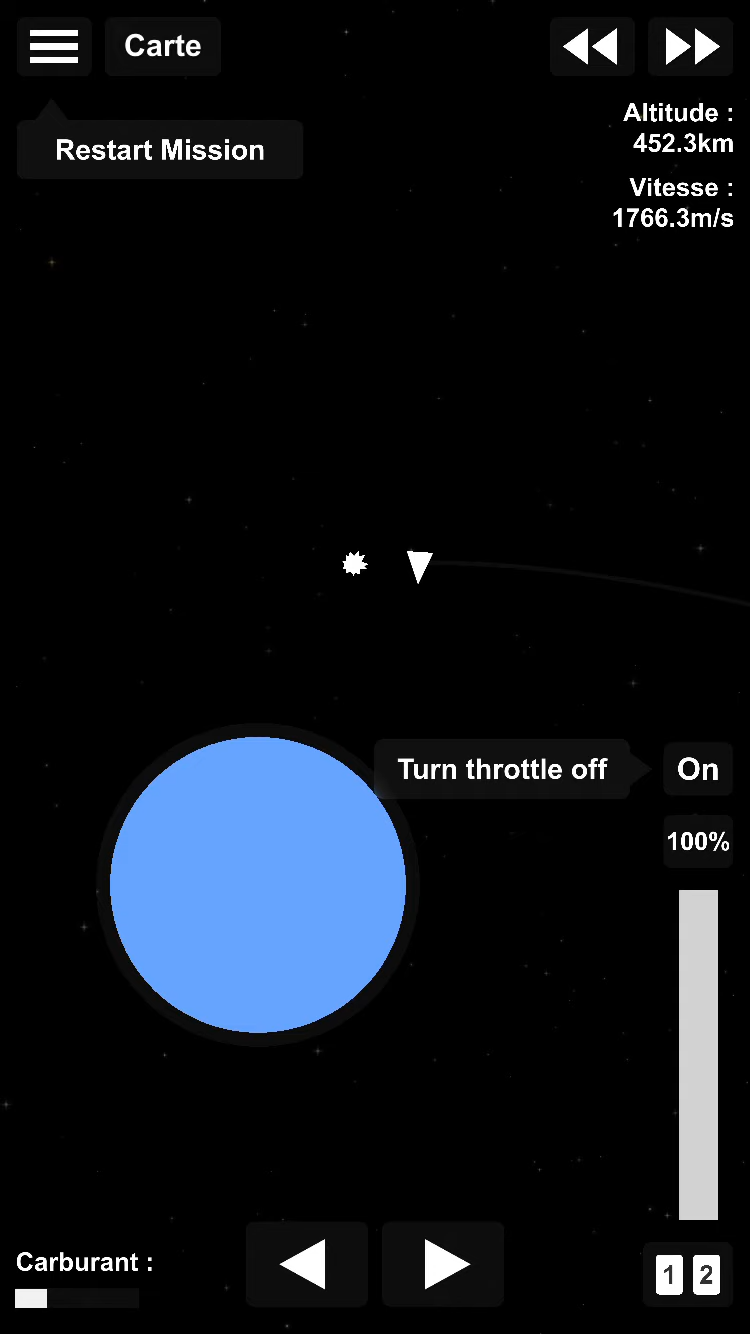 Carte
Restart Mission
Altitude :
452.3km
Vitesse :
1766.3m/s
Turn throttle off
On
100%
Carburant :
1 2